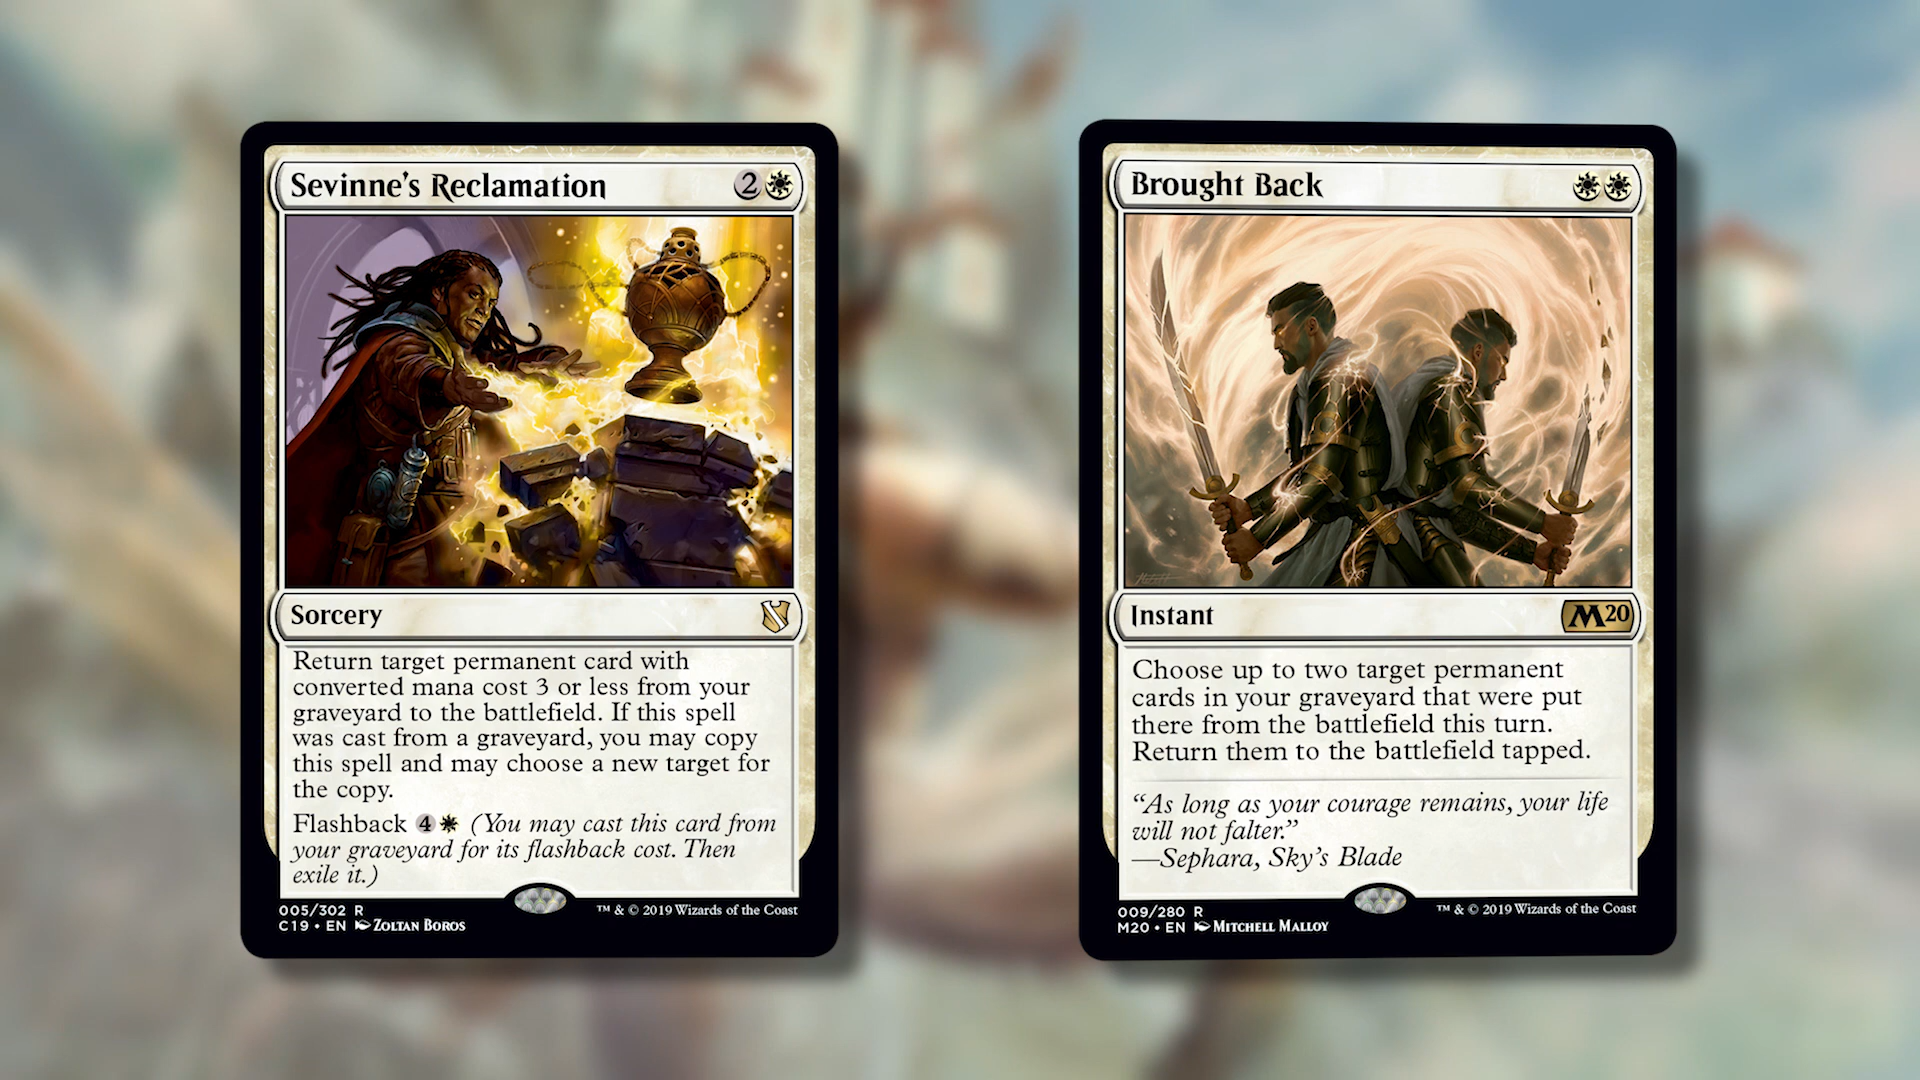 Sevinne's Reclamation 2
Sorcery
Return target permanent card with
converted mana cost 3 or less from your
graveyard to the battlefield. If this spell
was cast from a graveyard, you may copy
this spell and may choose a new target for
the copy.
Flashback 4 (You may cast this card from
your graveyard for its flashback cost. Then
exile it.)
005/302 R
C19 • EN ZOLTAN BOROS
™ & © 2019 Wizards of the Coast
Brought Back
Instant
M20
Choose up to two target permanent
cards in your graveyard that were put
there from the battlefield this turn.
Return them to the battlefield tapped.
“As long as your courage remains, your life
will not falter.”
—Sephara, Sky's Blade
009/280 R
M20 • EN MITCHELL MALLOY
™ & © 2019 Wizards of the Coast